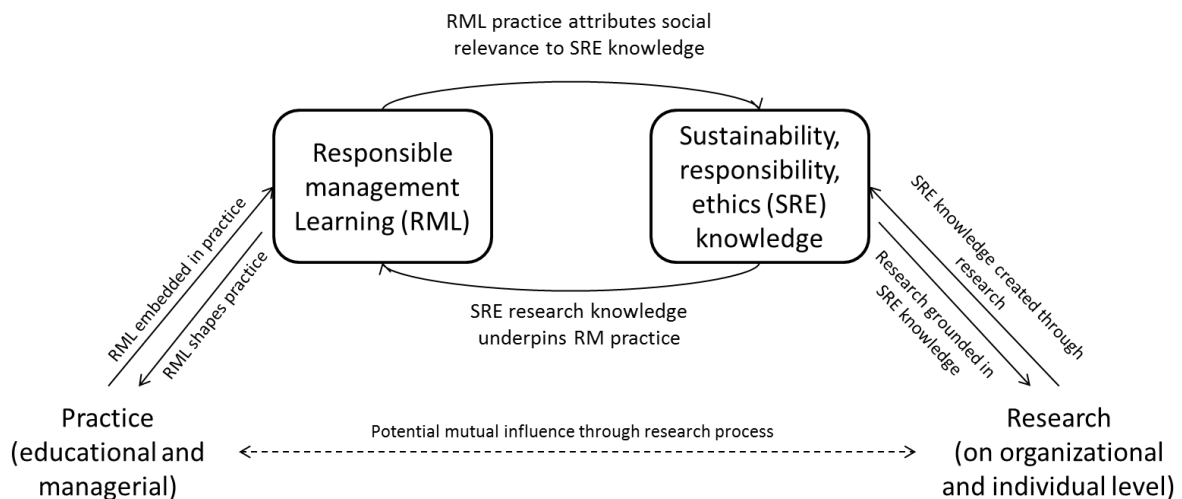 RML practice attributes social
relevance to SRE knowledge
Responsible
management
Learning (RML)
Sustainability,
responsibility,
ethics (SRE)
knowledge
RML embedded in practice
RML shapes practice
SRE research knowledge
underpins RM practice
SRE knowledge created through
research
Research grounded in
SRE knowledge
Practice
(educational and
managerial)
Potential mutual influence through research process
Research
(on organizational
and individual level)